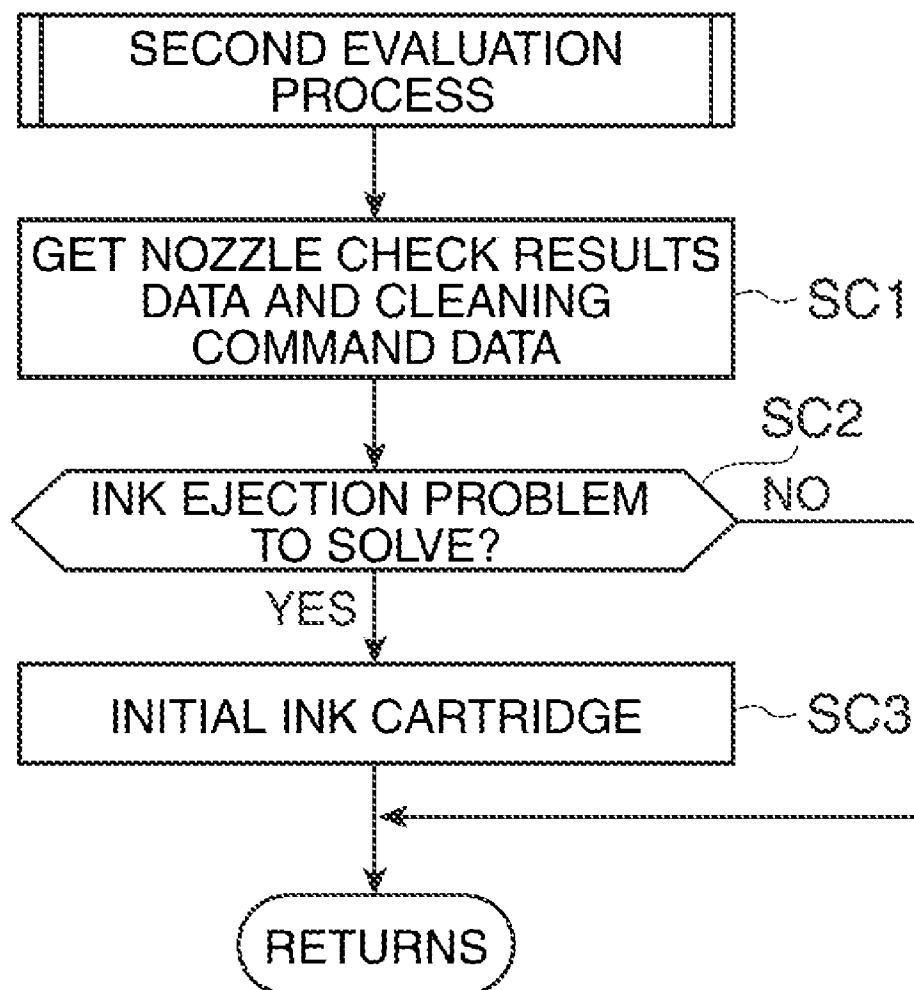 SECOND EVALUATION
PROCESS
GET NOZZLE CHECK RESULTS
DATA AND CLEANING
COMMAND DATA
SC1
SC2
INK EJECTION PROBLEM
TO SOLVE?
NO
YES
INITIAL INK CARTRIDGE
SC3
RETURNS